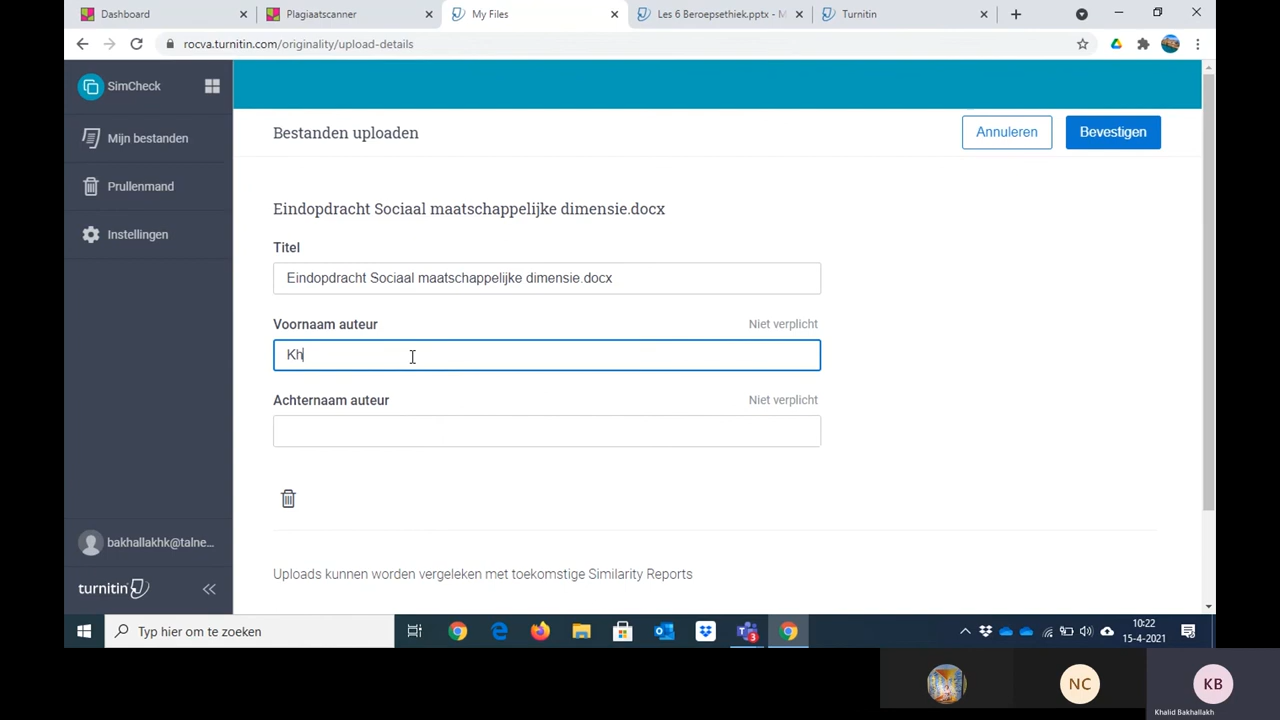 Dashboard
Plagiaatscanner
My Files
Les 6 Beroepsethiek.pptx - M
Turnitin
rocva.turnitin.com/originality/upload-details
SimCheck
Mijn bestanden
Prullenmand
Instellingen
bakhallakhk@talne...
turnitin
Bestanden uploaden
Annuleren
Bevestigen
Eindopdracht Sociaal maatschappelijke dimensie.docx
Titel
Eindopdracht Sociaal maatschappelijke dimensie.docx
Voornaam auteur
Niet verplicht
Kh
Achternaam auteur
Niet verplicht
Uploads kunnen worden vergeleken met toekomstige Similarity Reports
Typ hier om te zoeken
3
10:22
15-4-2021
NC
KB
Khalid Bakhallakh